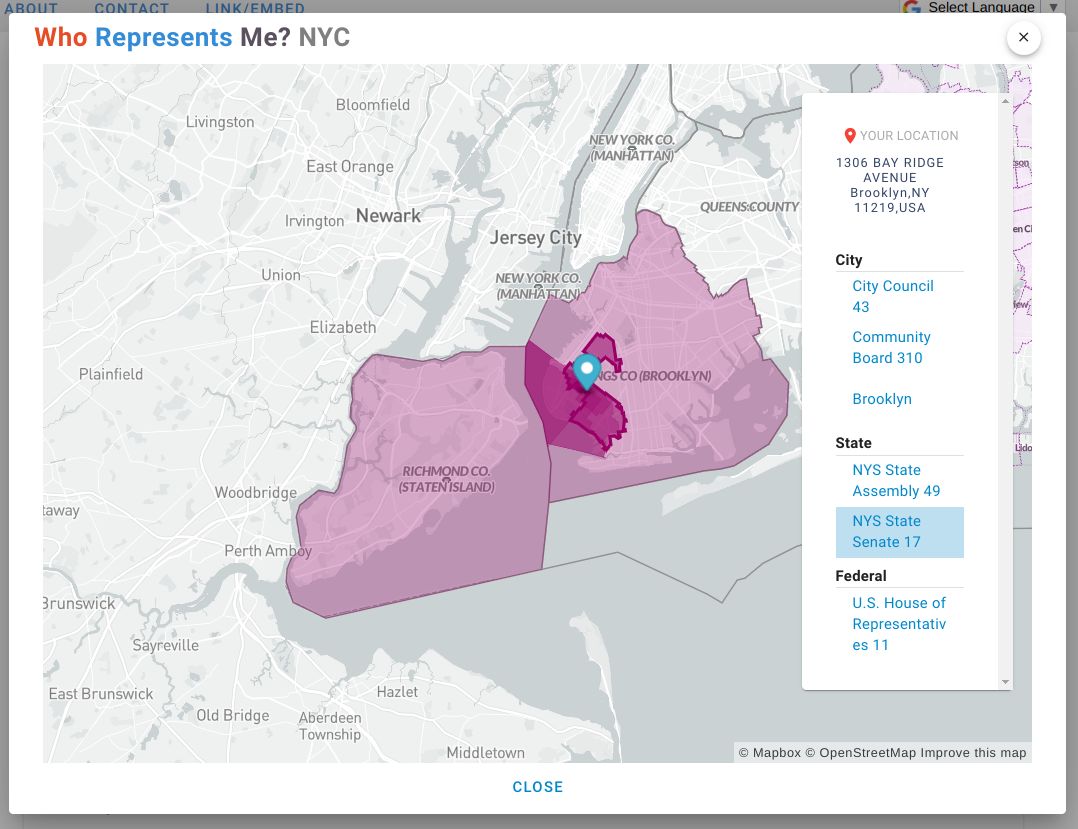 ABOUT CONTACT LINK/EMBED Select Language ▼
Who Represents Me? NYC
×
Bloomfield
Livingston
NEW YORK CO.
(MANHATTAN)
East Orange
Irvington
Newark
QUEENS COUNTY
Jersey City
Union
NEW YORK CO.
(MANHATTAN)
Elizabeth
Plainfield
NGS CO (BROOKLYN)
RICHMOND CO.
(STATEN ISLAND)
Woodbridge
taway
Perth Amboy
Brunswick
Sayreville
East Brunswick
Hazlet
Old Bridge
Aberdeen
Township
Middletown
Lido
YOUR LOCATION
1306 BAY RIDGE
AVENUE
Brooklyn,NY
11219,USA
City
City Council
43
Community
Board 310
Brooklyn
State
NYS State
Assembly 49
NYS State
Senate 17
Federal
U.S. House of
Representativ
es 11
© Mapbox © OpenStreetMap Improve this map
CLOSE